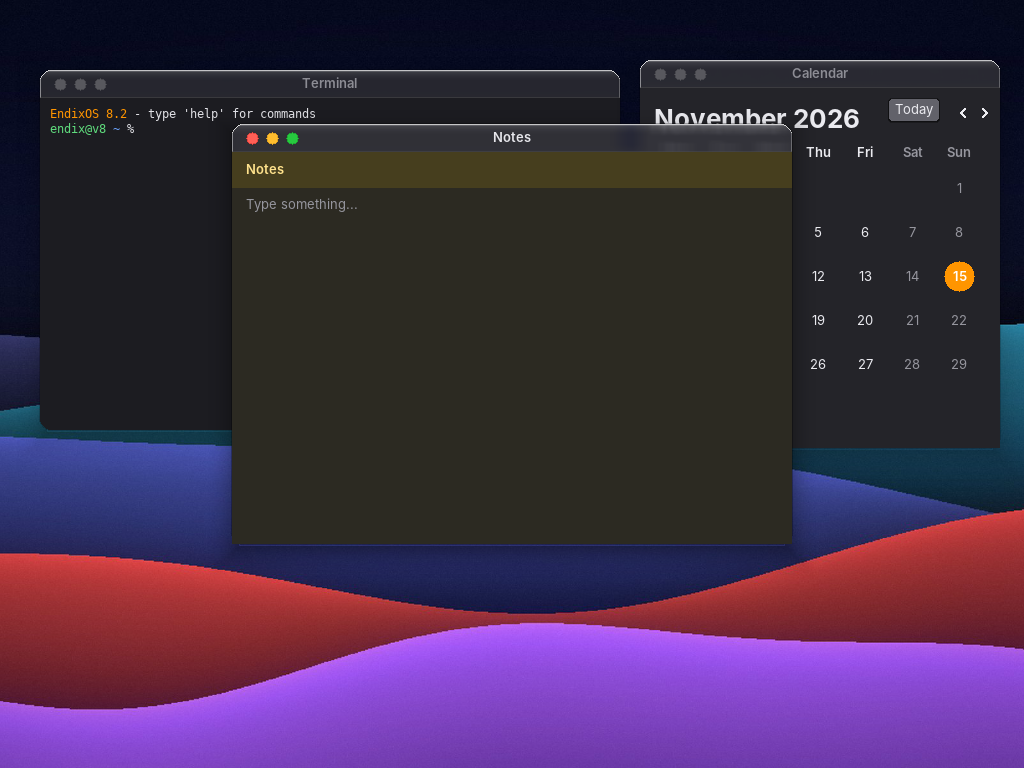 Terminal
EndixOS 8.2 - type 'help' for commands
endix@v8 ~ %
Calendar
November 2026
Today
Thu Fri Sat Sun
1
5 6 7 8
12 13 14 15
19 20 21 22
26 27 28 29
Notes
Notes
Type something...